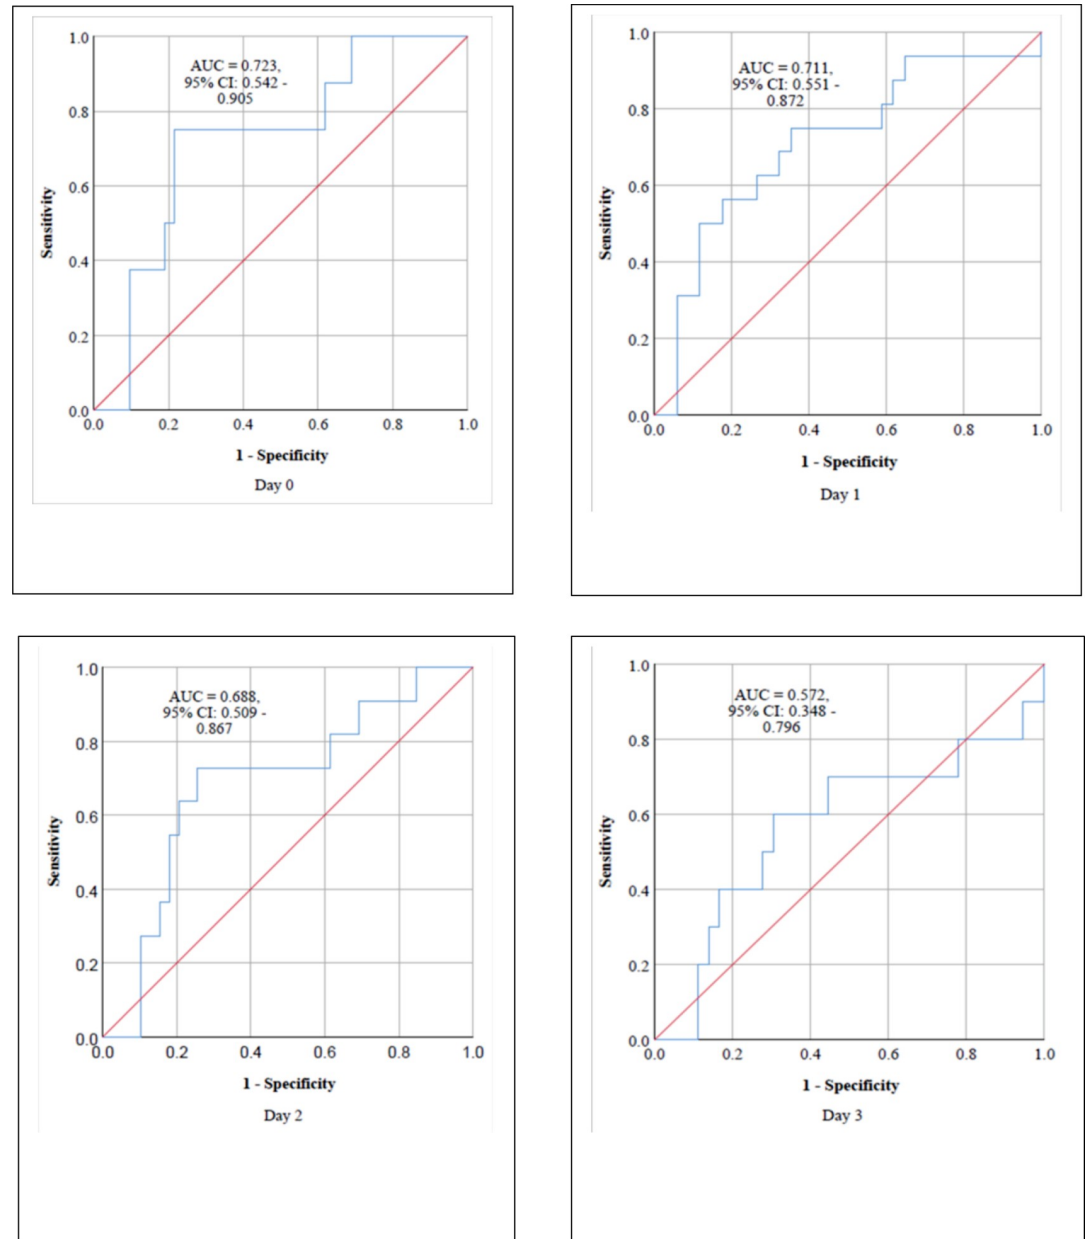 AUC = 0.723,
95% CI: 0.542 -
0.905
1.0
0.8
0.6
0.4
0.2
0.0
Sensitivity
0.0 0.2 0.4 0.6 0.8 1.0
1 - Specificity
Day 0
AUC = 0.711,
95% CI: 0.551 -
0.872
1.0
0.8
0.6
0.4
0.2
0.0
Sensitivity
0.0 0.2 0.4 0.6 0.8 1.0
1 - Specificity
Day 1
AUC = 0.688,
95% CI: 0.509 -
0.867
1.0
0.8
0.6
0.4
0.2
0.0
Sensitivity
0.0 0.2 0.4 0.6 0.8 1.0
1 - Specificity
Day 2
AUC = 0.572,
95% CI: 0.348 -
0.796
1.0
0.8
0.6
0.4
0.2
0.0
Sensitivity
0.0 0.2 0.4 0.6 0.8 1.0
1 - Specificity
Day 3